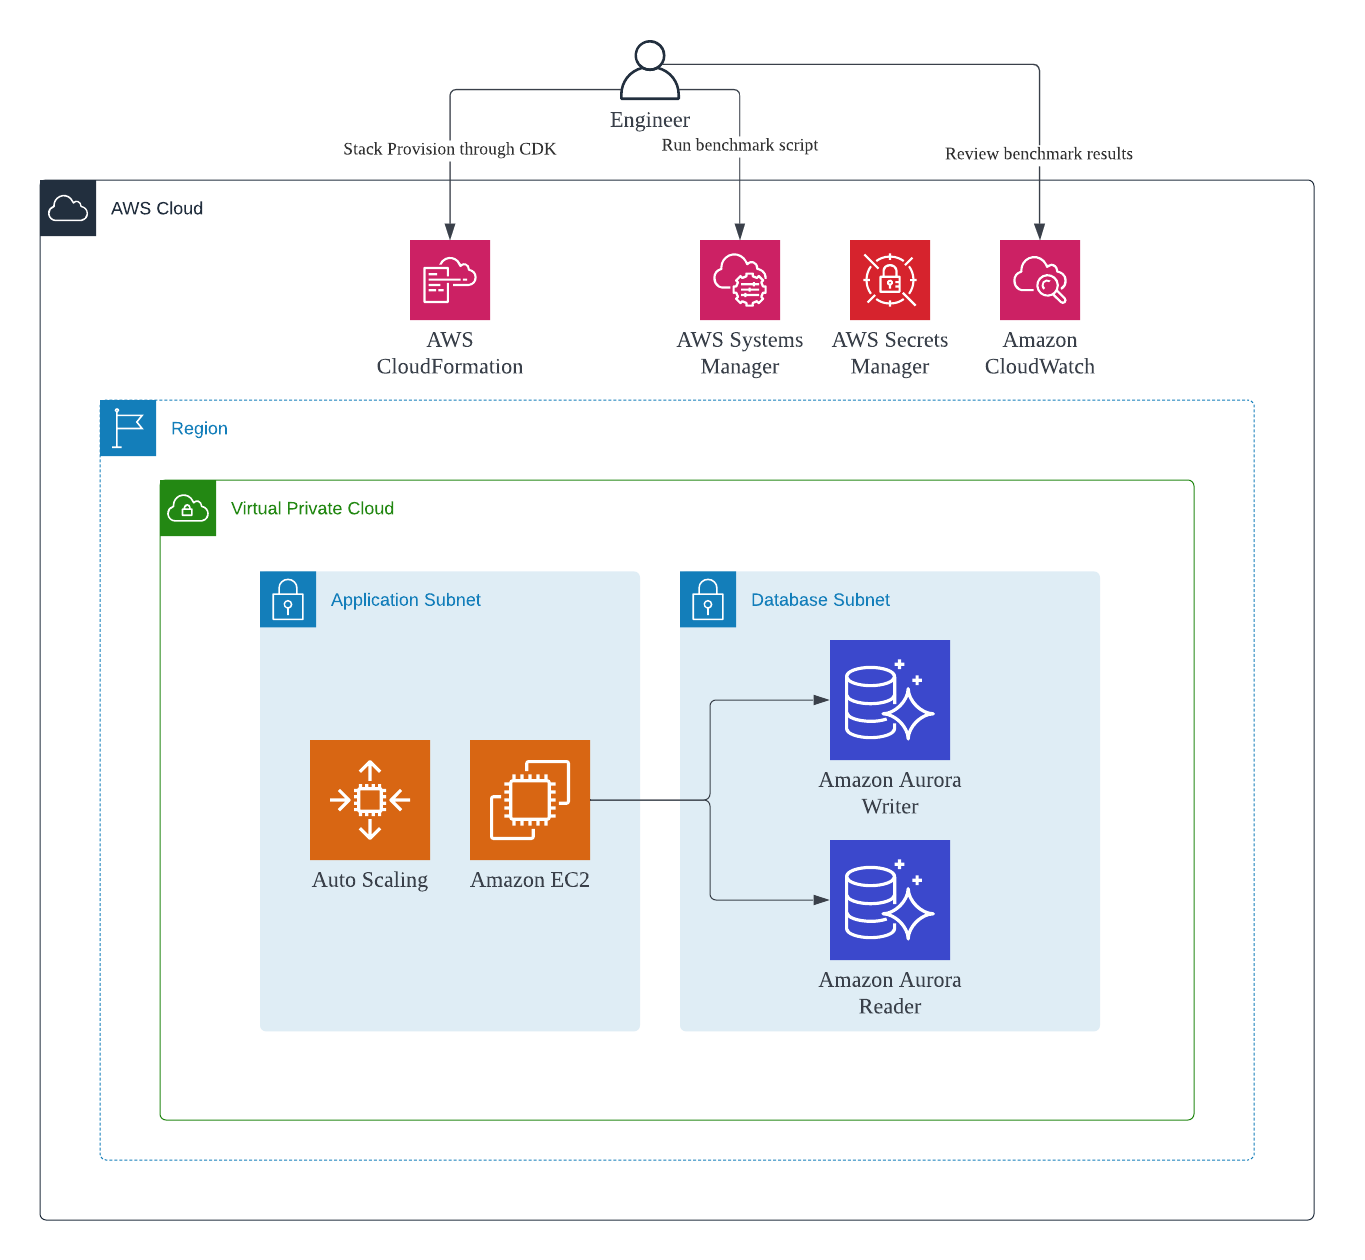 Engineer
Stack Provision through CDK
Run benchmark script
Review benchmark results
AWS Cloud
AWS
CloudFormation
AWS Systems
Manager
AWS Secrets
Manager
Amazon
CloudWatch
Region
Virtual Private Cloud
Application Subnet
Database Subnet
Auto Scaling
Amazon EC2
Amazon Aurora
Writer
Amazon Aurora
Reader